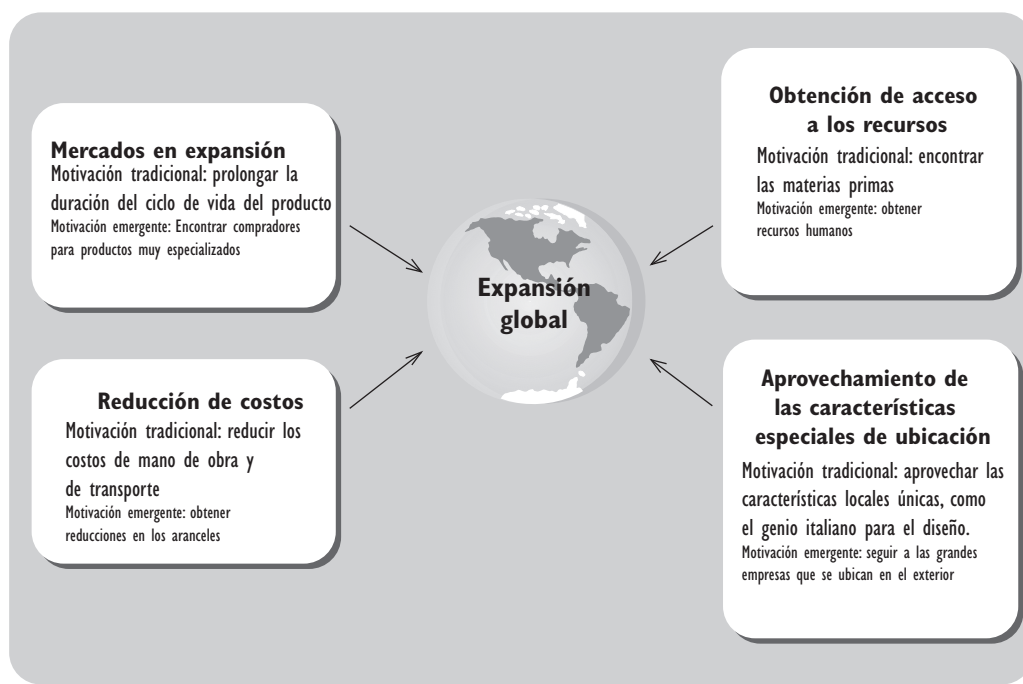 Mercados en expansión
Motivación tradicional: prolongar la
duración del ciclo de vida del producto
Motivación emergente: Encontrar compradores
para productos muy especializados
Obtención de acceso
a los recursos
Motivación tradicional: encontrar
las materias primas
Motivación emergente: obtener
recursos humanos
Expansión
global
Reducción de costos
Motivación tradicional: reducir los
costos de mano de obra y
de transporte
Motivación emergente: obtener
reducciones en los aranceles
Aprovechamiento de
las características
especiales de ubicación
Motivación tradicional: aprovechar las
características locales únicas, como
el genio italiano para el diseño.
Motivación emergente: seguir a las grandes
empresas que se ubican en el exterior